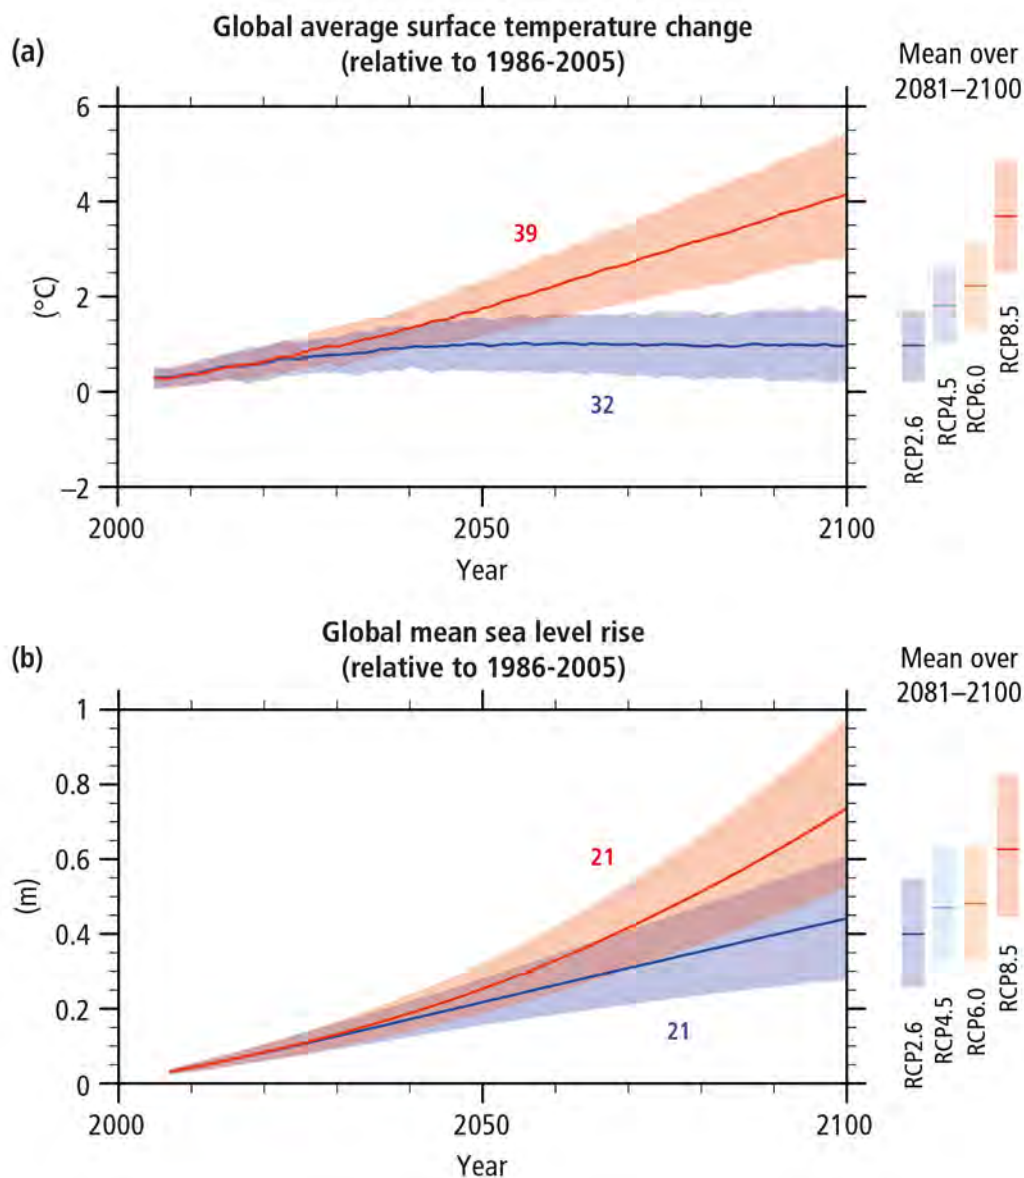 (a)
Global average surface temperature change
(relative to 1986-2005)
Mean over
2081–2100
6
4
2
0
−2
(°C)
39
32
2000
2050
2100
Year
RCP2.6
RCP4.5
RCP6.0
RCP8.5
(b)
Global mean sea level rise
(relative to 1986-2005)
Mean over
2081–2100
1
0.8
0.6
0.4
0.2
0
(m)
21
21
2000
2050
2100
Year
RCP2.6
RCP4.5
RCP6.0
RCP8.5